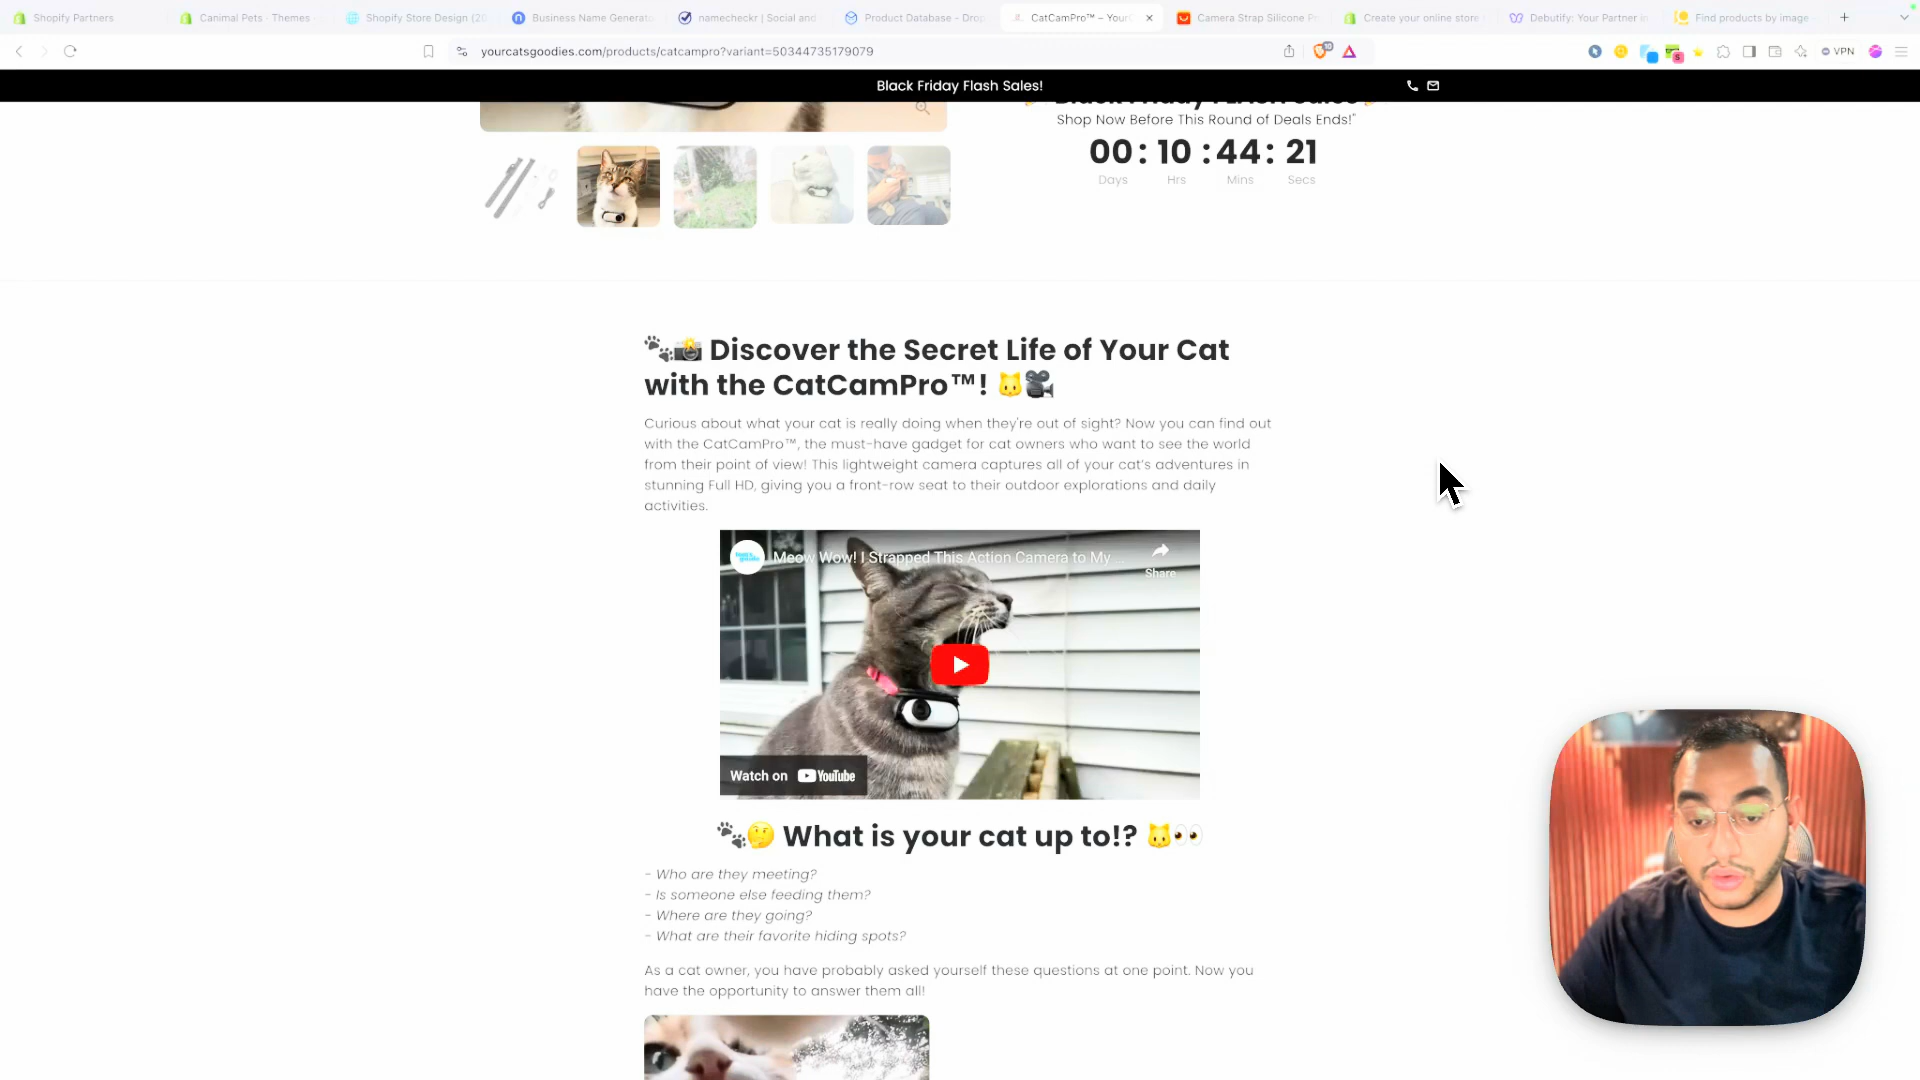 Shopify Partners
Canimal Pets · Themes ·
Shopify Store Design (20
Business Name Generato
namecheckr | Social and
Product Database - Drop
CatCamPro™ – Your
Camera Strap Silicone P
Create your online store
Debutify: Your Partner in
Find products by image
yourcatsgoodies.com/products/catcampro?variant=50344735179079
VPN
Black Friday Flash Sales!
Black Friday Flash Sales
Shop Now Before This Round of Deals Ends!"
00 : 10 : 44 : 21
Days Hrs Mins Secs
Discover the Secret Life of Your Cat
with the CatCamPro™!
Curious about what your cat is really doing when they're out of sight? Now you can find out
with the CatCamPro™, the must-have gadget for cat owners who want to see the world
from their point of view! This lightweight camera captures all of your cat's adventures in
stunning Full HD, giving you a front-row seat to their outdoor explorations and daily
activities.
Meow Wow! I Strapped This Action Camera to My ...
Share
Watch on YouTube
What is your cat up to!?
- Who are they meeting?
- Is someone else feeding them?
- Where are they going?
- What are their favorite hiding spots?
As a cat owner, you have probably asked yourself these questions at one point. Now you
have the opportunity to answer them all!